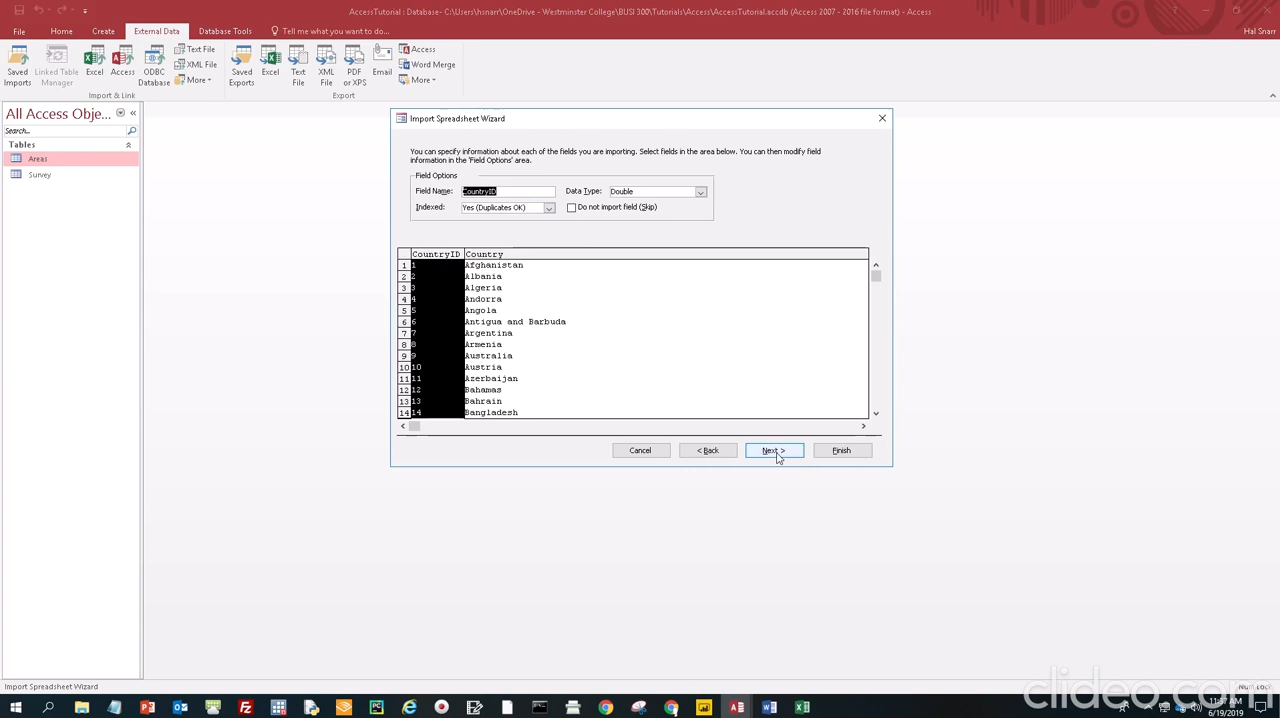 AccessTutorial : Database- C:\Users\hsnarr\OneDrive - Westminster College\BUSI 300\Tutorials\Access\AccessTutorial.accdb (Access 2007 - 2016 file format) - Access
File Home Create External Data Database Tools Tell me what you want to do...
Hal Snarr
Saved Imports
Linked Table Manager
Excel
Access
ODBC Database
Text File
XML File
More
Saved Exports
Excel
Text File
XML File
PDF or XPS
Email
Access
Word Merge
More
Import & Link
Export
All Access Obje...
Search...
Tables
Areas
Survey
Import Spreadsheet Wizard
You can specify information about each of the fields you are importing. Select fields in the area below. You can then modify field
information in the 'Field Options' area.
Field Options
Field Name: CountryID Data Type: Double
Indexed: Yes (Duplicates OK) Do not import field (Skip)
CountryID Country
1 1 Afghanistan
2 2 Albania
3 3 Algeria
4 4 Andorra
5 5 Angola
6 6 Antigua and Barbuda
7 7 Argentina
8 8 Armenia
9 9 Australia
10 10 Austria
11 11 Azerbaijan
12 12 Bahamas
13 13 Bahrain
14 14 Bangladesh
Cancel < Back Next > Finish
Import Spreadsheet Wizard
Num Lock
clideo.com
6/19/2019